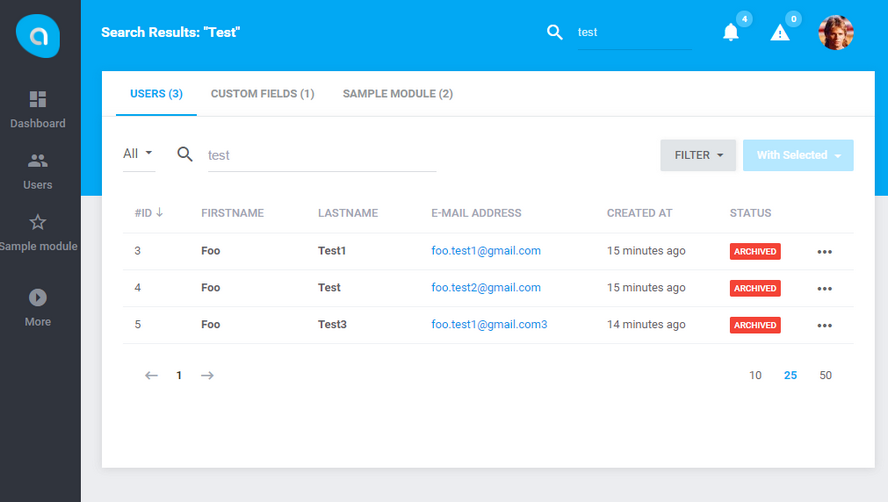 Search Results: "Test"
test
4
0
Dashboard
Users
Sample module
More
USERS (3)
CUSTOM FIELDS (1)
SAMPLE MODULE (2)
All
test
FILTER
With Selected
#ID FIRSTNAME LASTNAME E-MAIL ADDRESS CREATED AT STATUS
3 Foo Test1 foo.test1@gmail.com 15 minutes ago ARCHIVED
4 Foo Test foo.test2@gmail.com 15 minutes ago ARCHIVED
5 Foo Test3 foo.test1@gmail.com3 14 minutes ago ARCHIVED
1
10 25 50